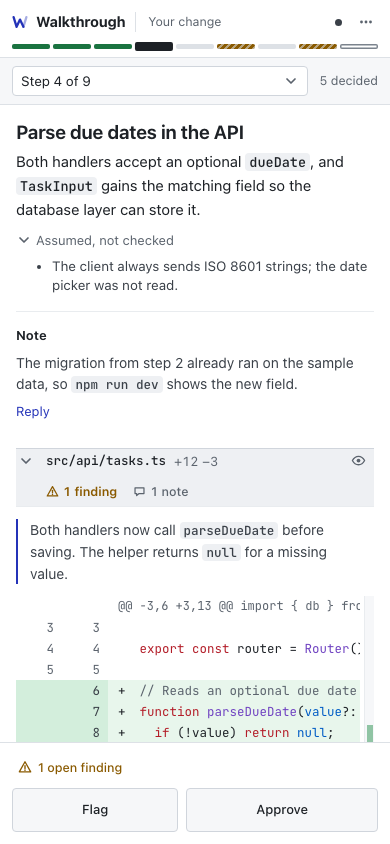 Walkthrough
Your change
Step 4 of 9
5 decided
Parse due dates in the API
Both handlers accept an optional dueDate, and
TaskInput gains the matching field so the
database layer can store it.
Assumed, not checked
• The client always sends ISO 8601 strings; the date
picker was not read.
Note
The migration from step 2 already ran on the sample
data, so npm run dev shows the new field.
Reply
src/api/tasks.ts +12 −3
1 finding 1 note
Both handlers now call parseDueDate before
saving. The helper returns null for a missing
value.
@@ -3,6 +3,13 @@ import { db }
3 3
4 4 export const router = Router()
5 5
6 + // Reads an optional due date
7 + function parseDueDate(value?:
8 + if (!value) return null;
1 open finding
Flag
Approve